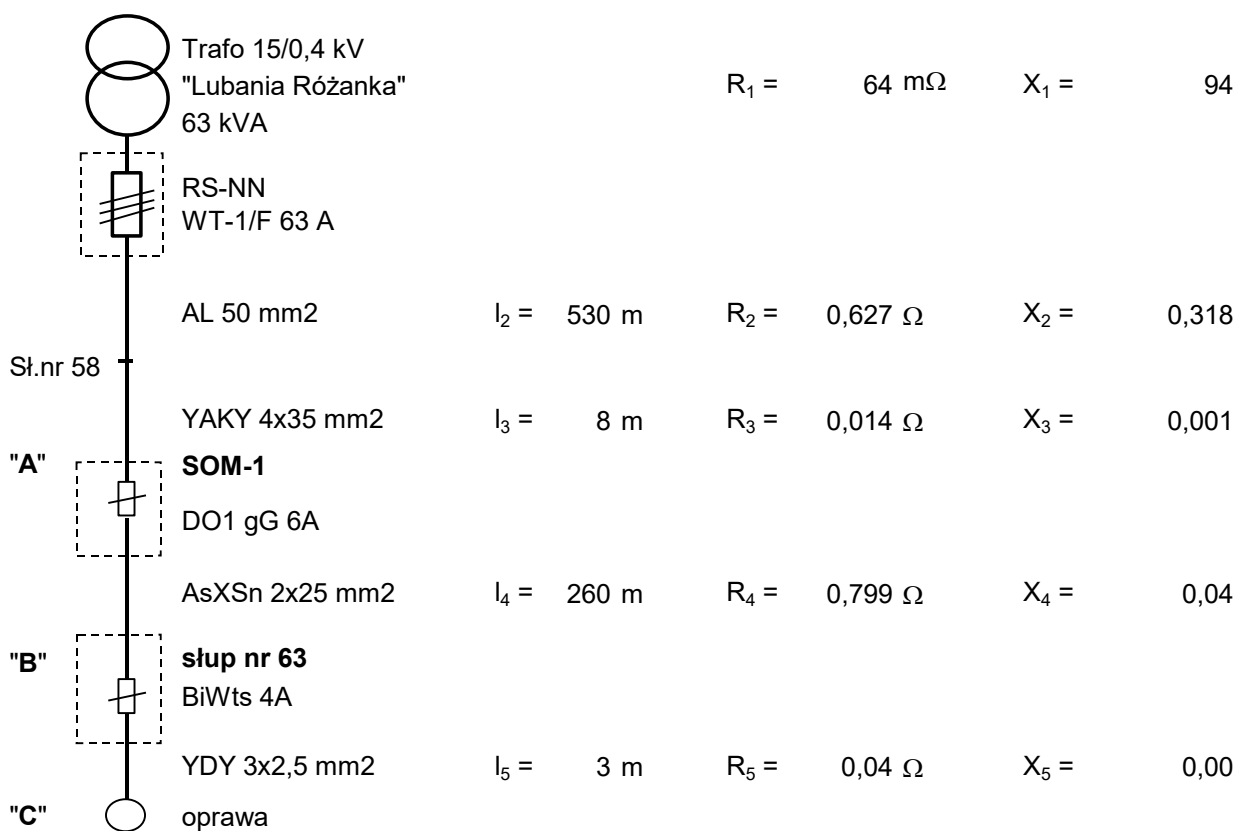 Trafo 15/0,4 kV
"Lubania Różanka" R₁ = 64 mΩ X₁ = 94
63 kVA
RS-NN
WT-1/F 63 A
AL 50 mm2 l₂ = 530 m R₂ = 0,627 Ω X₂ = 0,318
Sł.nr 58
YAKY 4x35 mm2 l₃ = 8 m R₃ = 0,014 Ω X₃ = 0,001
"A" SOM-1
DO1 gG 6A
AsXSn 2x25 mm2 l₄ = 260 m R₄ = 0,799 Ω X₄ = 0,04
"B" słup nr 63
BiWts 4A
YDY 3x2,5 mm2 l₅ = 3 m R₅ = 0,04 Ω X₅ = 0,00
"C" oprawa